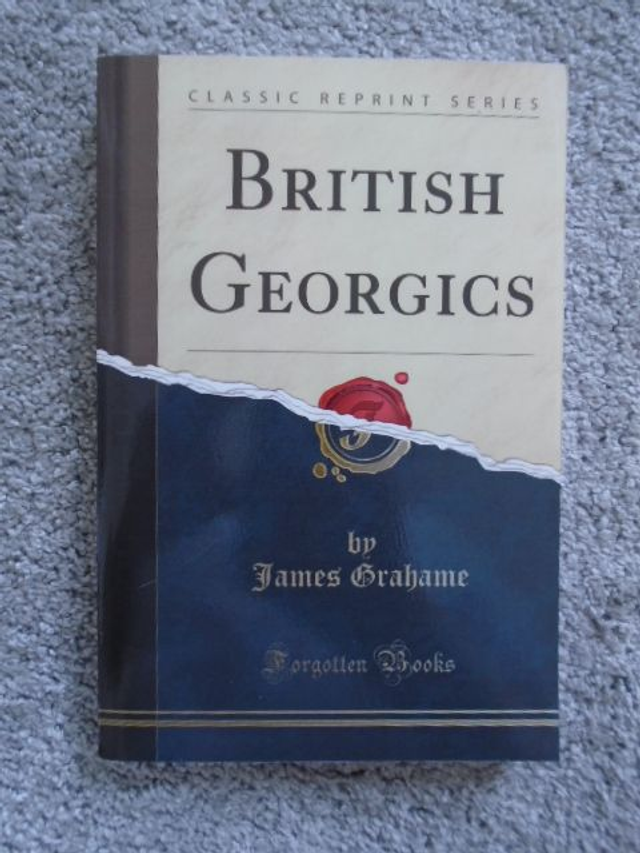 CLASSIC REPRINT SERIES
BRITISH
GEORGICS
by
James Grahame
Forgotten Books